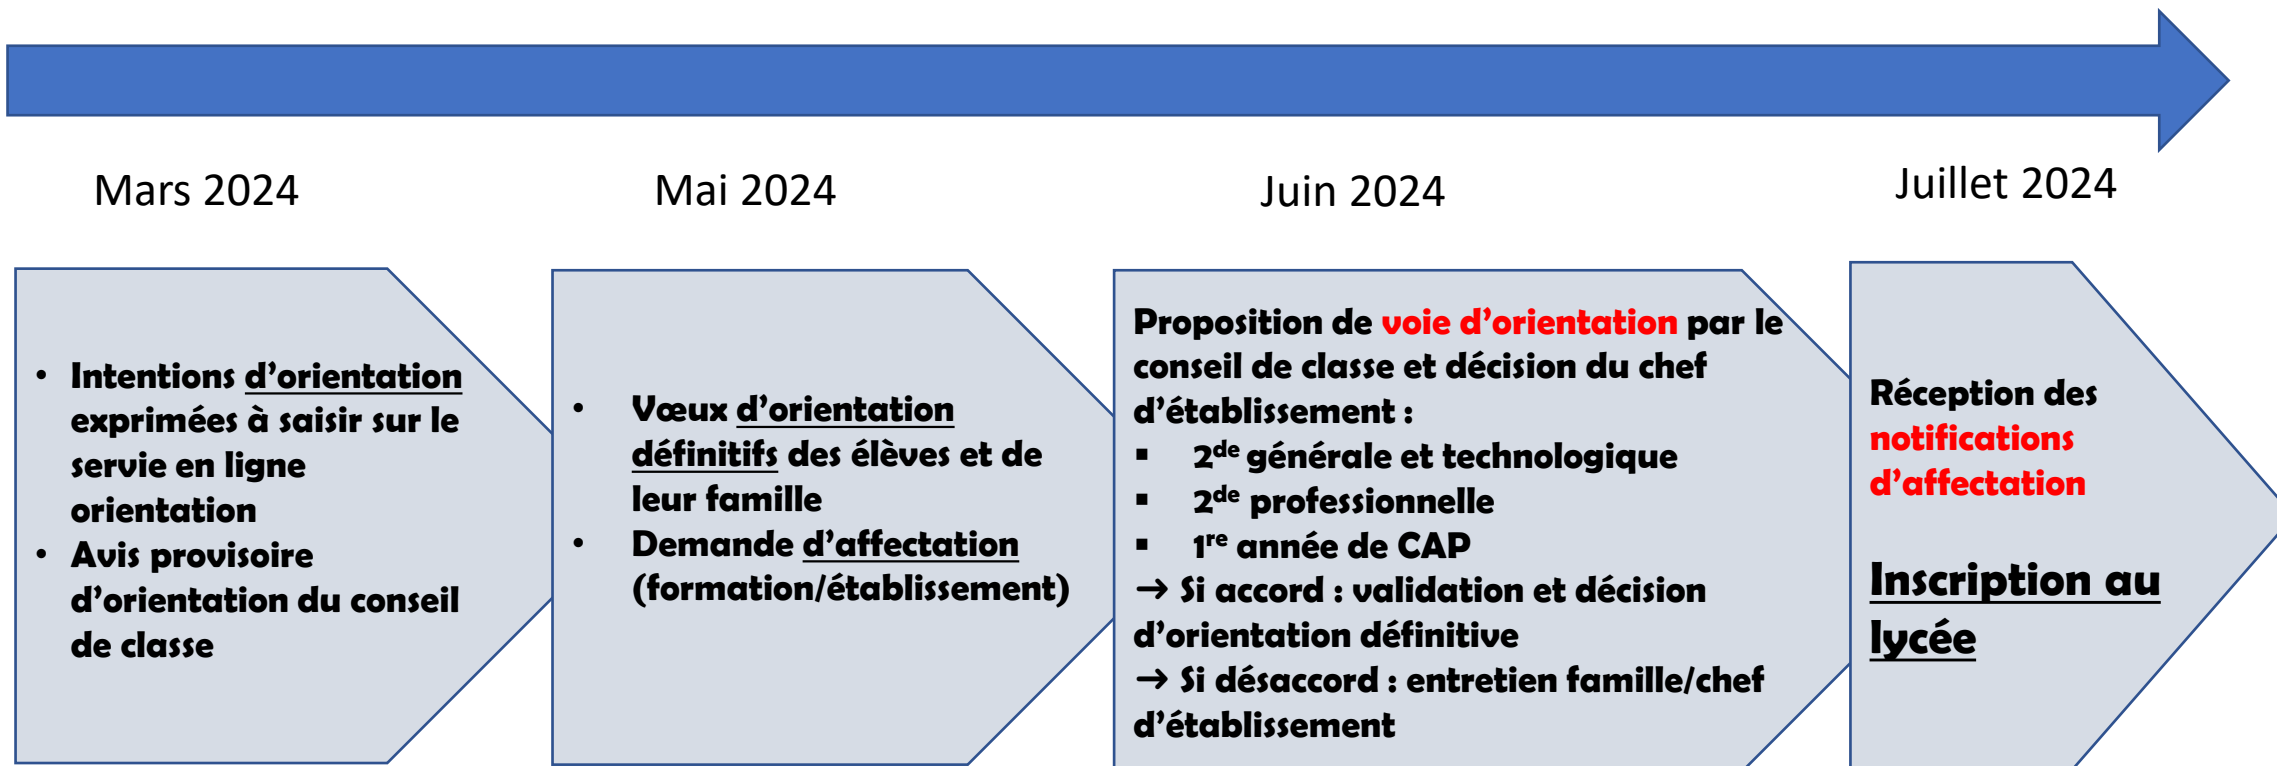 Mars 2024
Mai 2024
Juin 2024
Juillet 2024
• Intentions d’orientation
exprimées à saisir sur le
servie en ligne
orientation
• Avis provisoire
d’orientation du conseil
de classe
• Vœux d’orientation
définitifs des élèves et de
leur famille
• Demande d’affectation
(formation/établissement)
Proposition de voie d’orientation par le
conseil de classe et décision du chef
d’établissement :
▪ 2de générale et technologique
▪ 2de professionnelle
▪ 1re année de CAP
→ Si accord : validation et décision
d’orientation définitive
→ Si désaccord : entretien famille/chef
d’établissement
Réception des
notifications
d’affectation
Inscription au
lycée